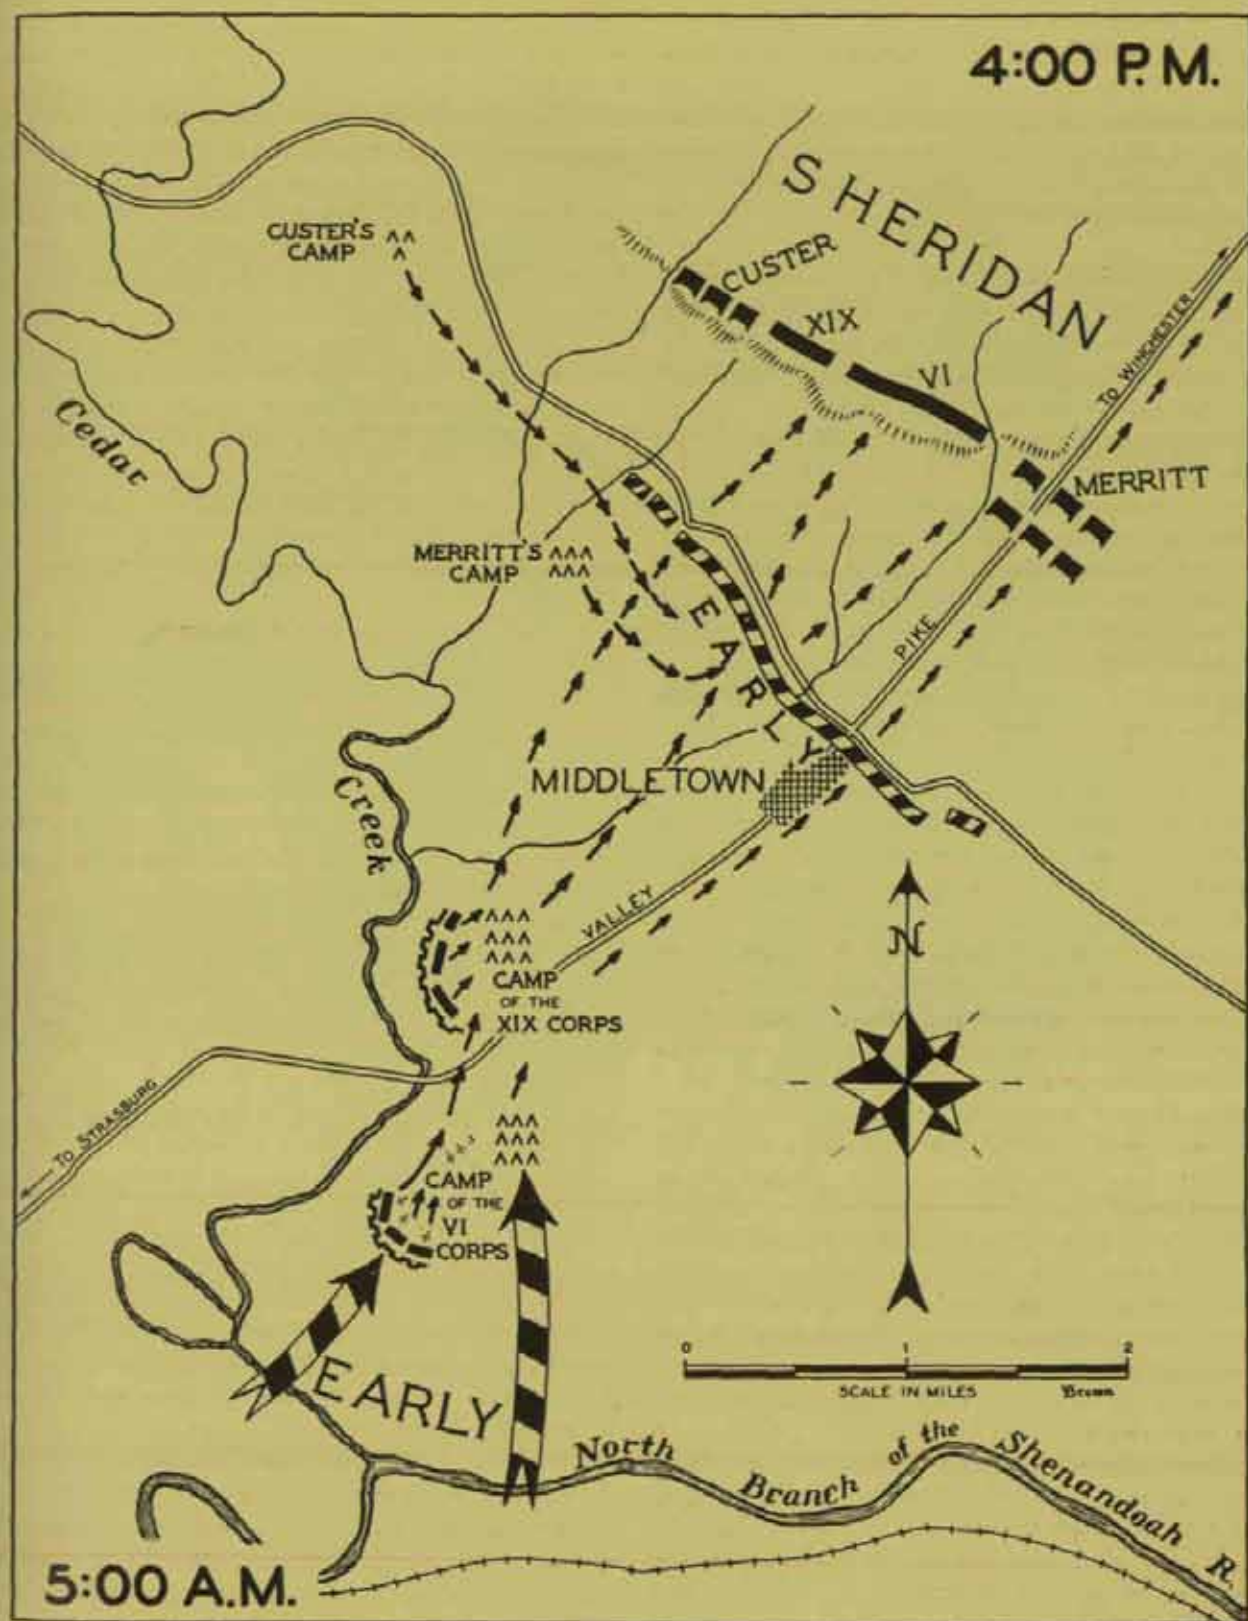 4:00 P.M.
SHERIDAN
CUSTER'S
CAMP
CUSTER
XIX
VI
TO WINCHESTER
MERRITT
Cedar
MERRITT'S
CAMP
EARLY
PIKE
MIDDLETOWN
Creek
VALLEY
N
CAMP
OF THE
XIX CORPS
TO STRASBURG
CAMP
OF THE
VI
CORPS
EARLY
0 1 2
SCALE IN MILES
Brown
North Branch of the Shenandoah R.
5:00 A.M.